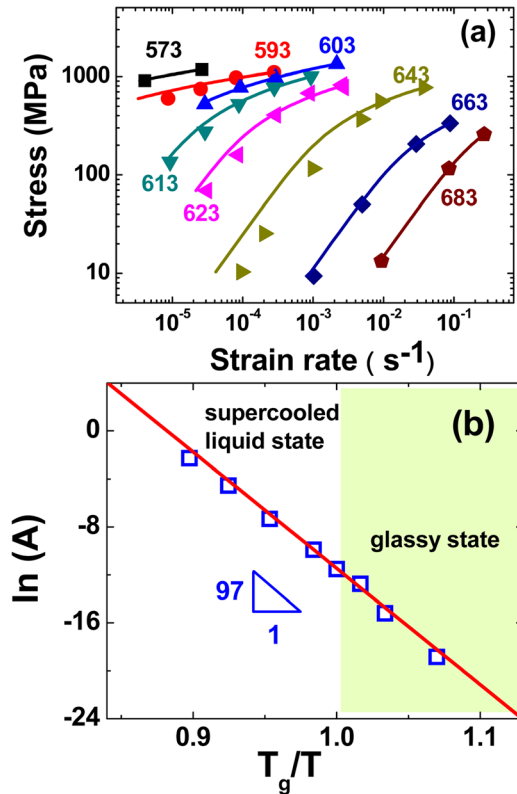 (a)
573
593
603
643
663
613
623
683
1000
100
10
Stress (MPa)
10-5
10-4
10-3
10-2
10-1
Strain rate ( s-1)
(b)
supercooled
liquid state
glassy state
0
-8
-16
-24
ln (A)
97
1
0.9
1.0
1.1
Tg/T